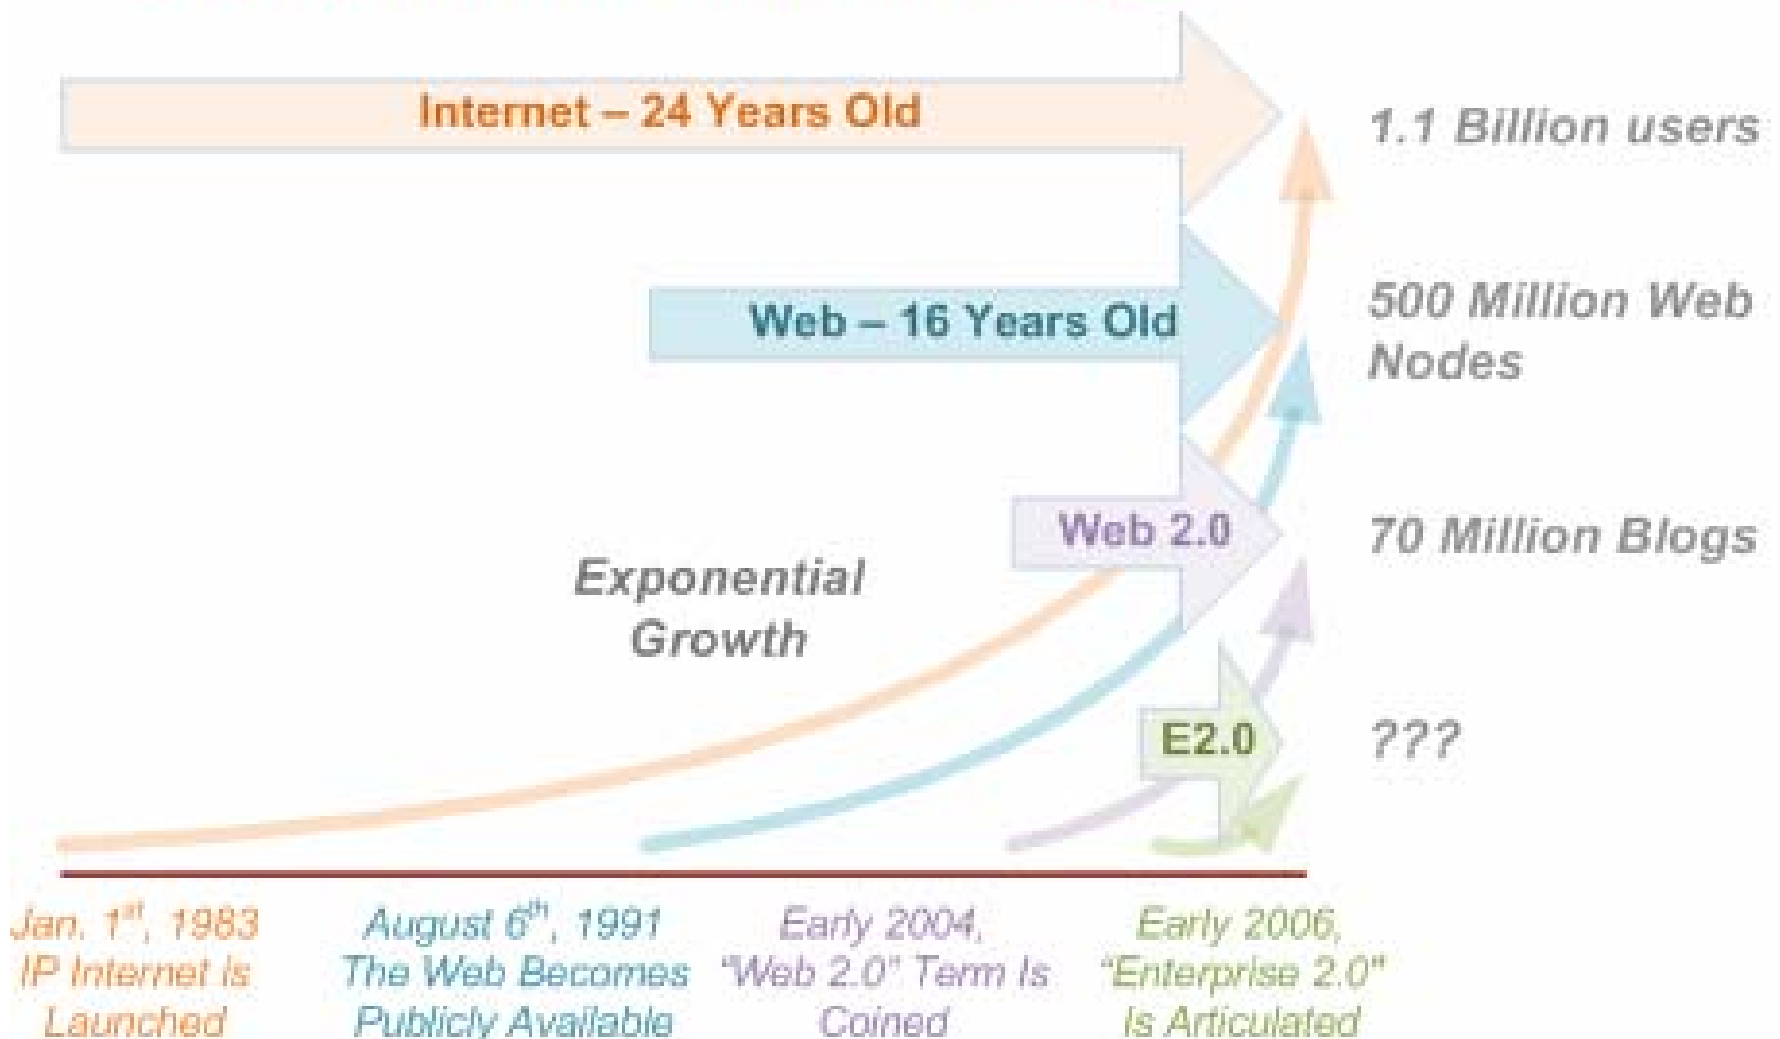 Internet – 24 Years Old
1.1 Billion users
Web – 16 Years Old
500 Million Web
Nodes
Web 2.0
70 Million Blogs
Exponential
Growth
E2.0
???
Jan. 1st, 1983
IP Internet is
Launched
August 6th, 1991
The Web Becomes
Publicly Available
Early 2004,
"Web 2.0" Term Is
Coined
Early 2006,
"Enterprise 2.0"
Is Articulated